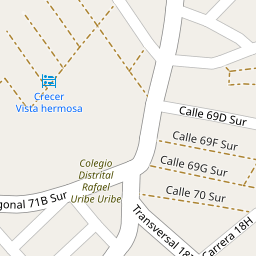 Crecer
Vista hermosa
Calle 69D Sur
Calle 69F Sur
Calle 69G Sur
Calle 70 Sur
Colegio
Distrital
Rafael
Uribe Uribe
gonal 71B Sur
Transversal 18
Carrera 18H